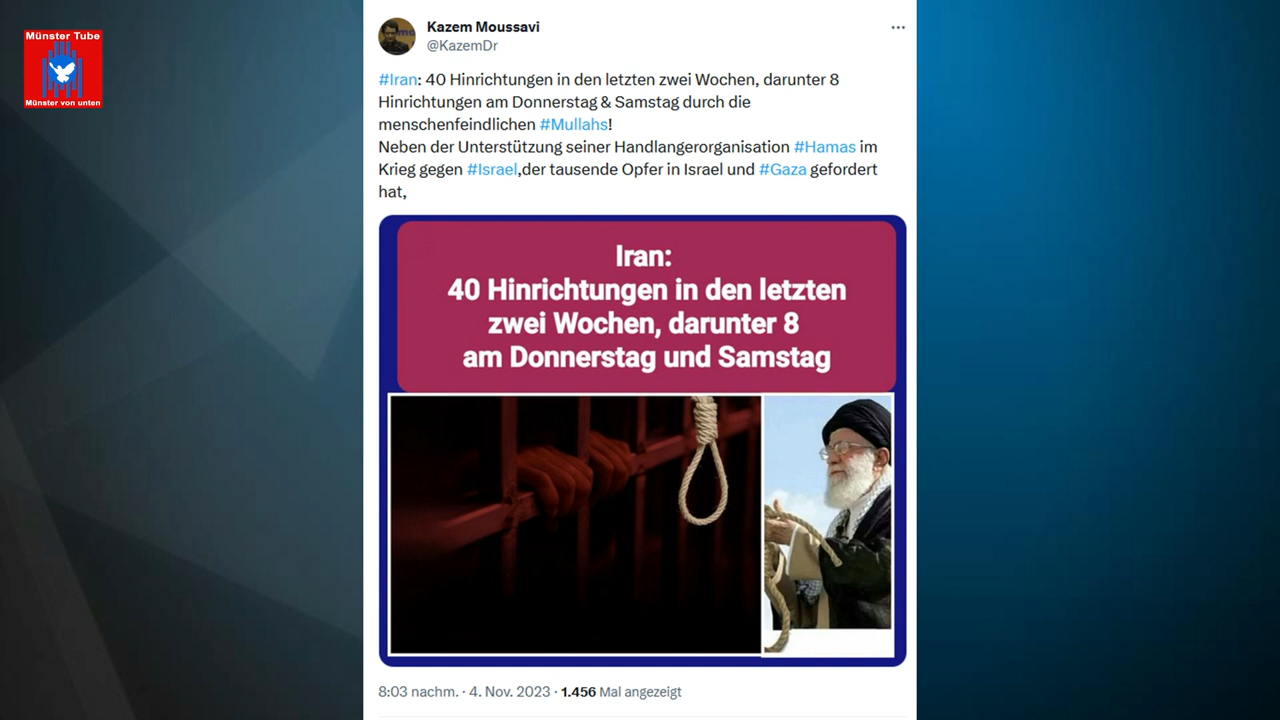 Münster Tube
Münster von unten
Kazem Moussavi
@KazemDr
#Iran: 40 Hinrichtungen in den letzten zwei Wochen, darunter 8
Hinrichtungen am Donnerstag & Samstag durch die
menschenfeindlichen #Mullahs!
Neben der Unterstützung seiner Handlangerorganisation #Hamas im
Krieg gegen #Israel,der tausende Opfer in Israel und #Gaza gefordert
hat,
Iran:
40 Hinrichtungen in den letzten
zwei Wochen, darunter 8
am Donnerstag und Samstag
8:03 nachm. · 4. Nov. 2023 · 1.456 Mal angezeigt